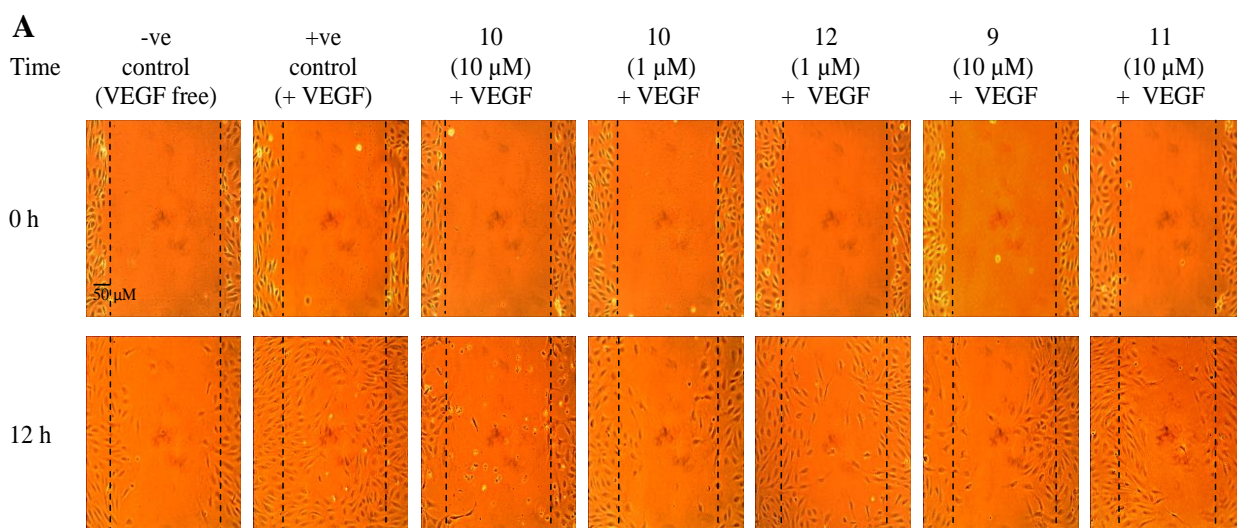 A
Time
-ve control (VEGF free)
+ve control (+ VEGF)
10 (10 µM) + VEGF
10 (1 µM) + VEGF
12 (1 µM) + VEGF
9 (10 µM) + VEGF
11 (10 µM) + VEGF
0 h
50 µM
12 h